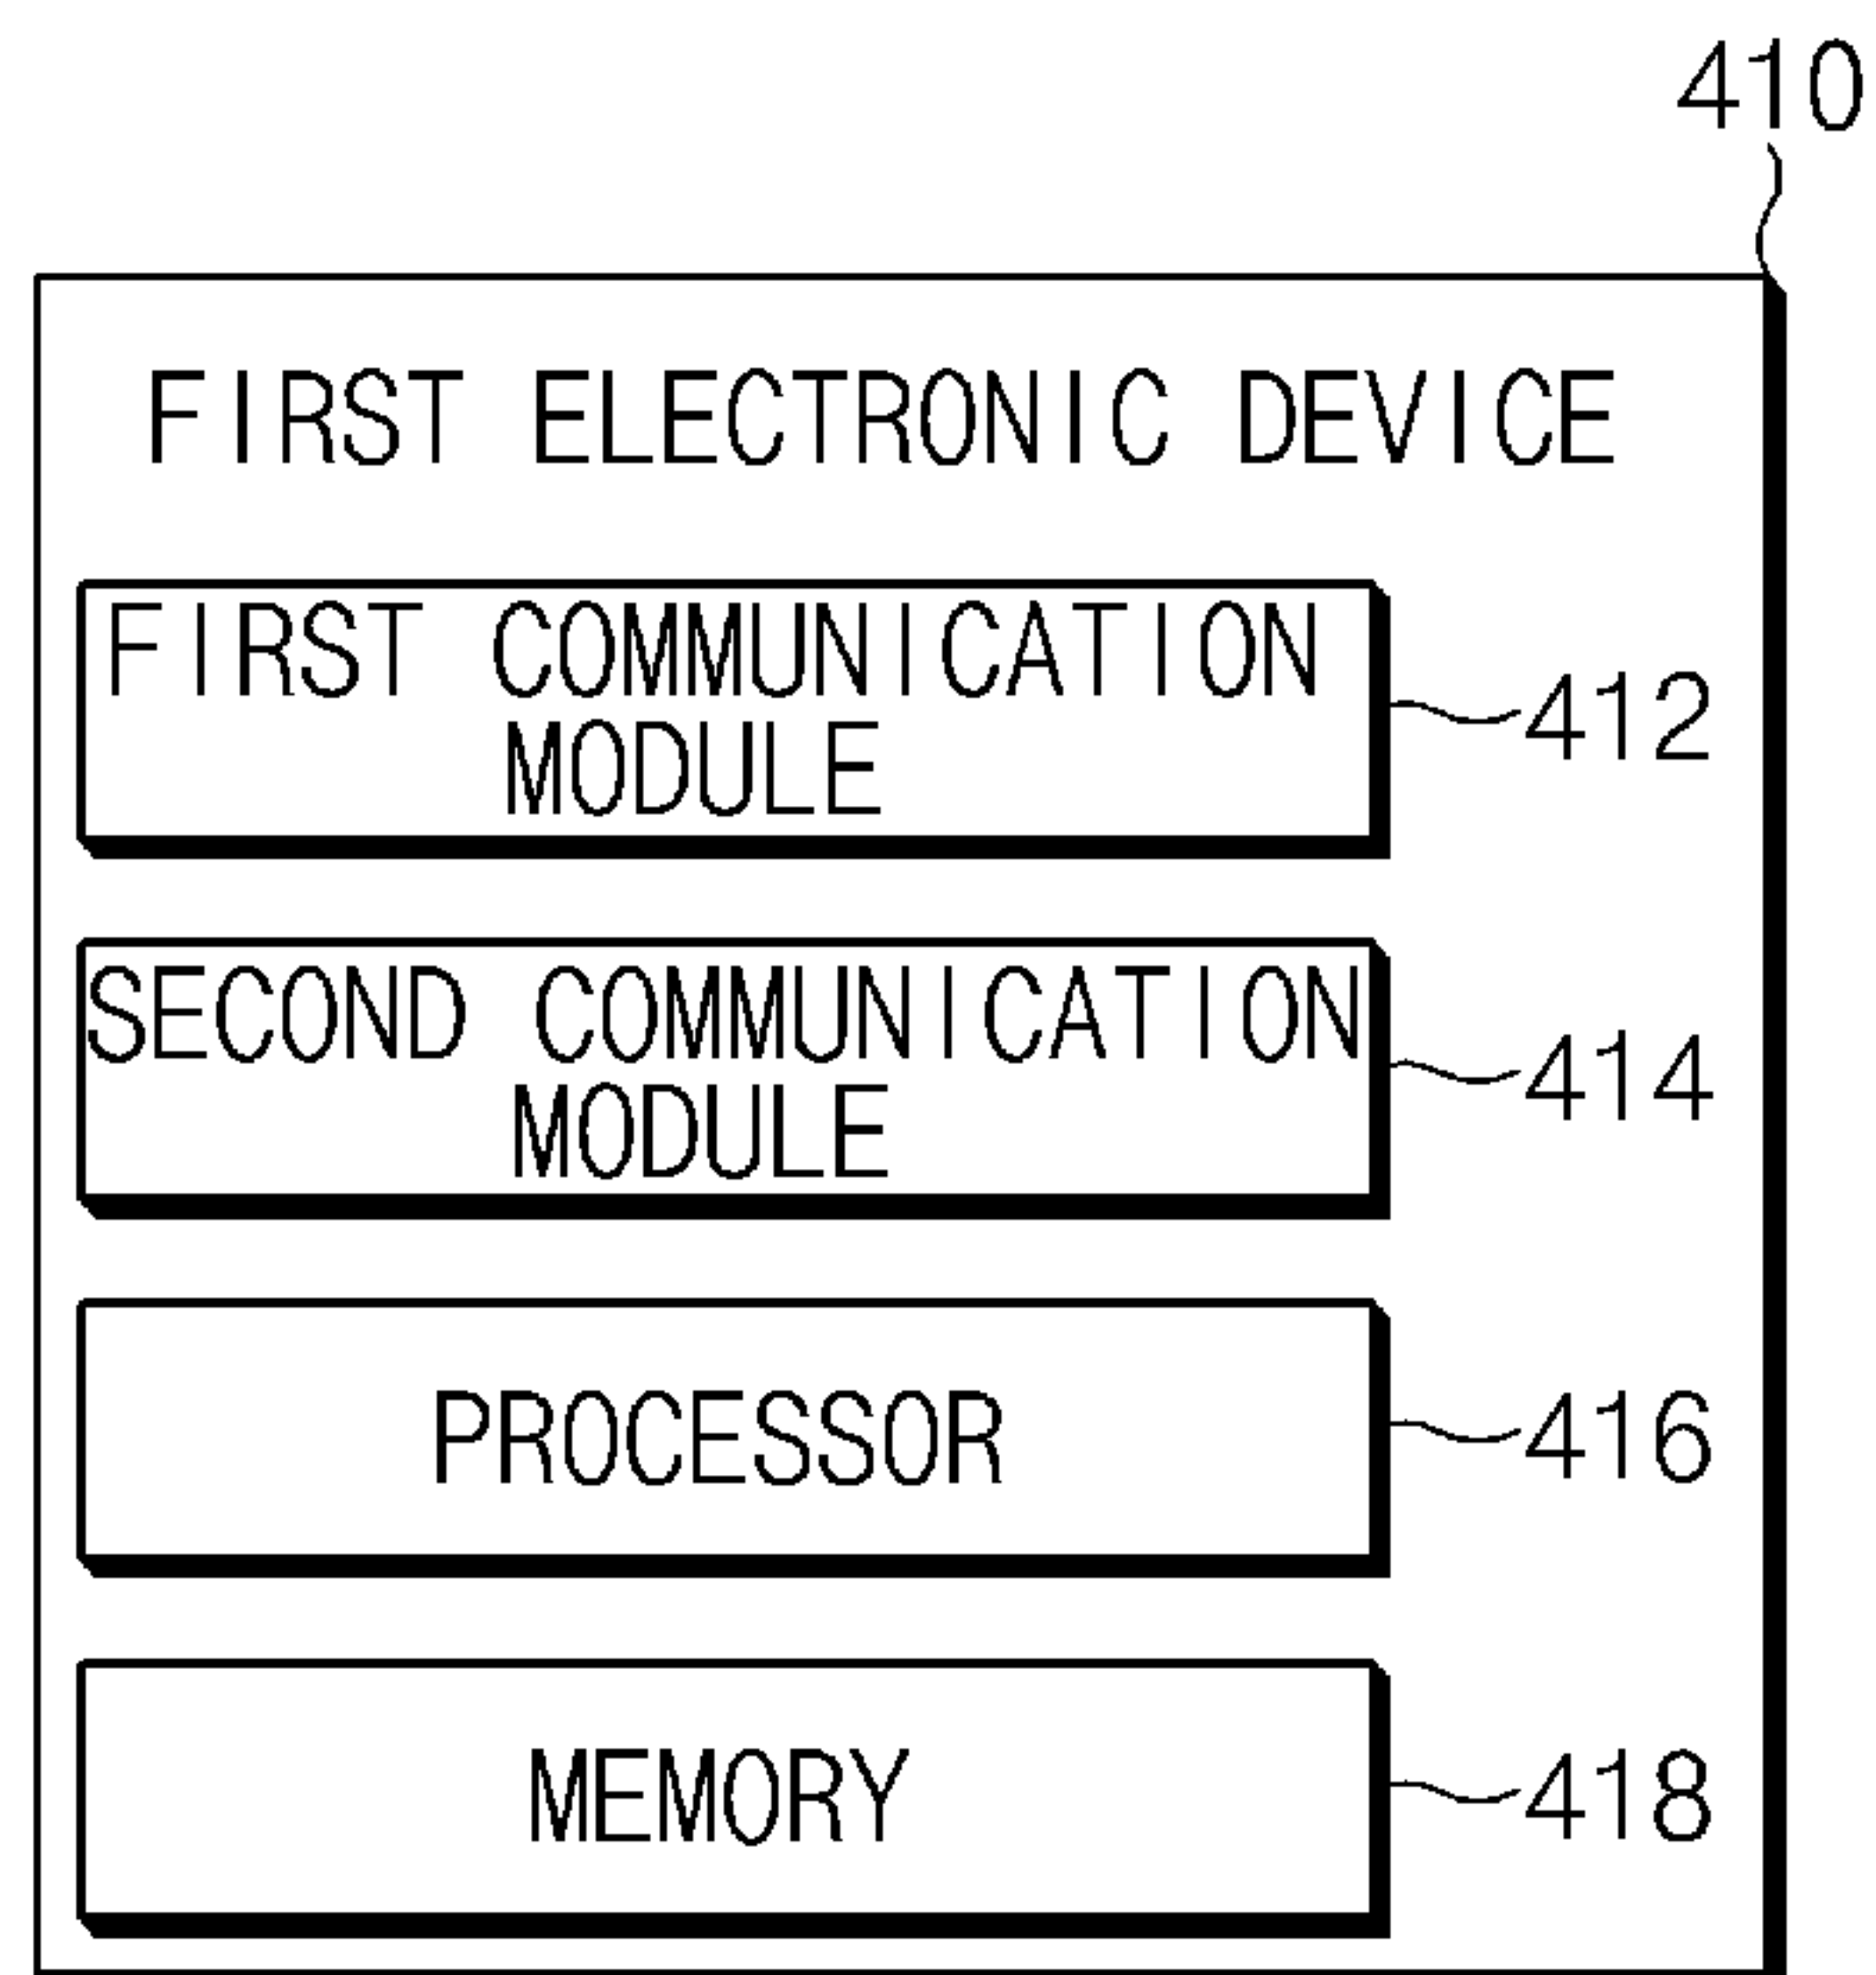 410
FIRST ELECTRONIC DEVICE
FIRST COMMUNICATION
MODULE
412
SECOND COMMUNICATION
MODULE
414
PROCESSOR
416
MEMORY
418